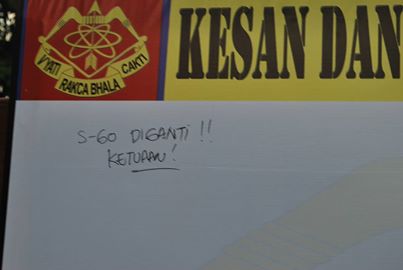 VYATI
CAKTI
RAKCA BHALA
KESAN DAN
S-60 DIGANTI !!
KETUAAN!